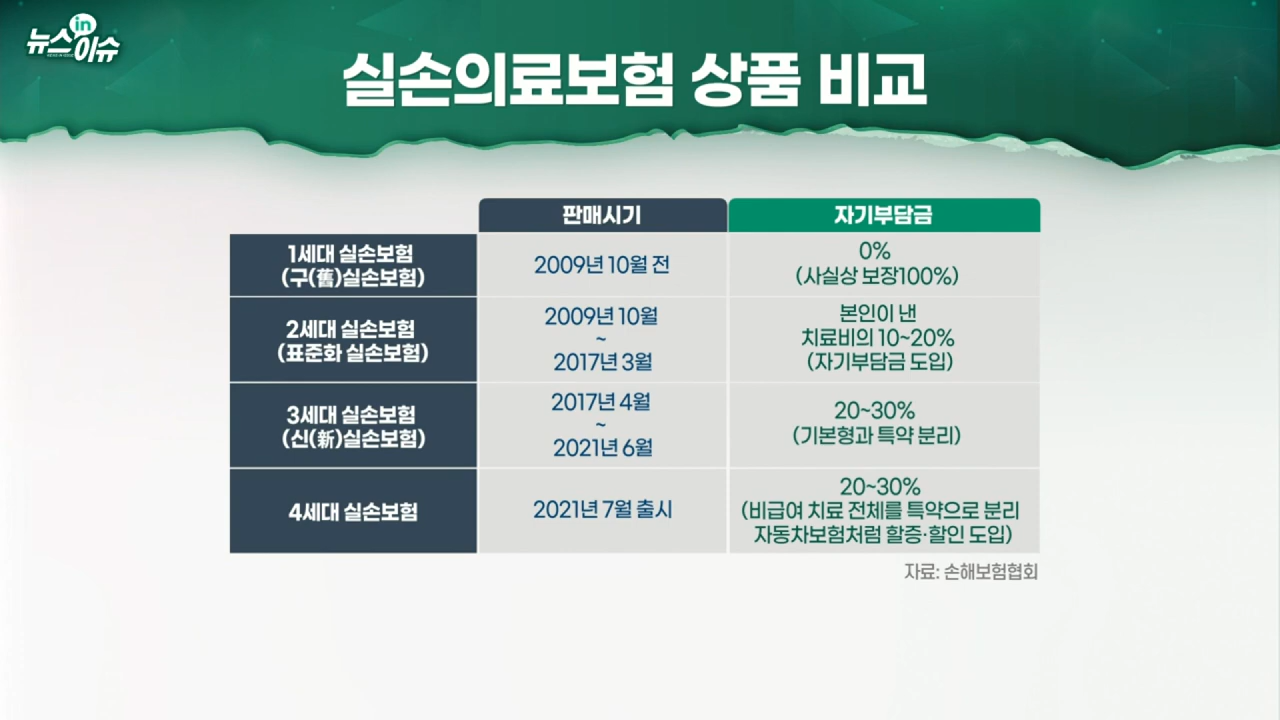 뉴스in이슈
실손의료보험 상품 비교
판매시기
자기부담금
1세대 실손보험
(구(舊)실손보험)
2009년 10월 전
0%
(사실상 보장100%)
2세대 실손보험
(표준화 실손보험)
2009년 10월
~
2017년 3월
본인이 낸
치료비의 10~20%
(자기부담금 도입)
3세대 실손보험
(신(新)실손보험)
2017년 4월
~
2021년 6월
20~30%
(기본형과 특약 분리)
4세대 실손보험
2021년 7월 출시
20~30%
(비급여 치료 전체를 특약으로 분리
자동차보험처럼 할증·할인 도입)
자료: 손해보험협회